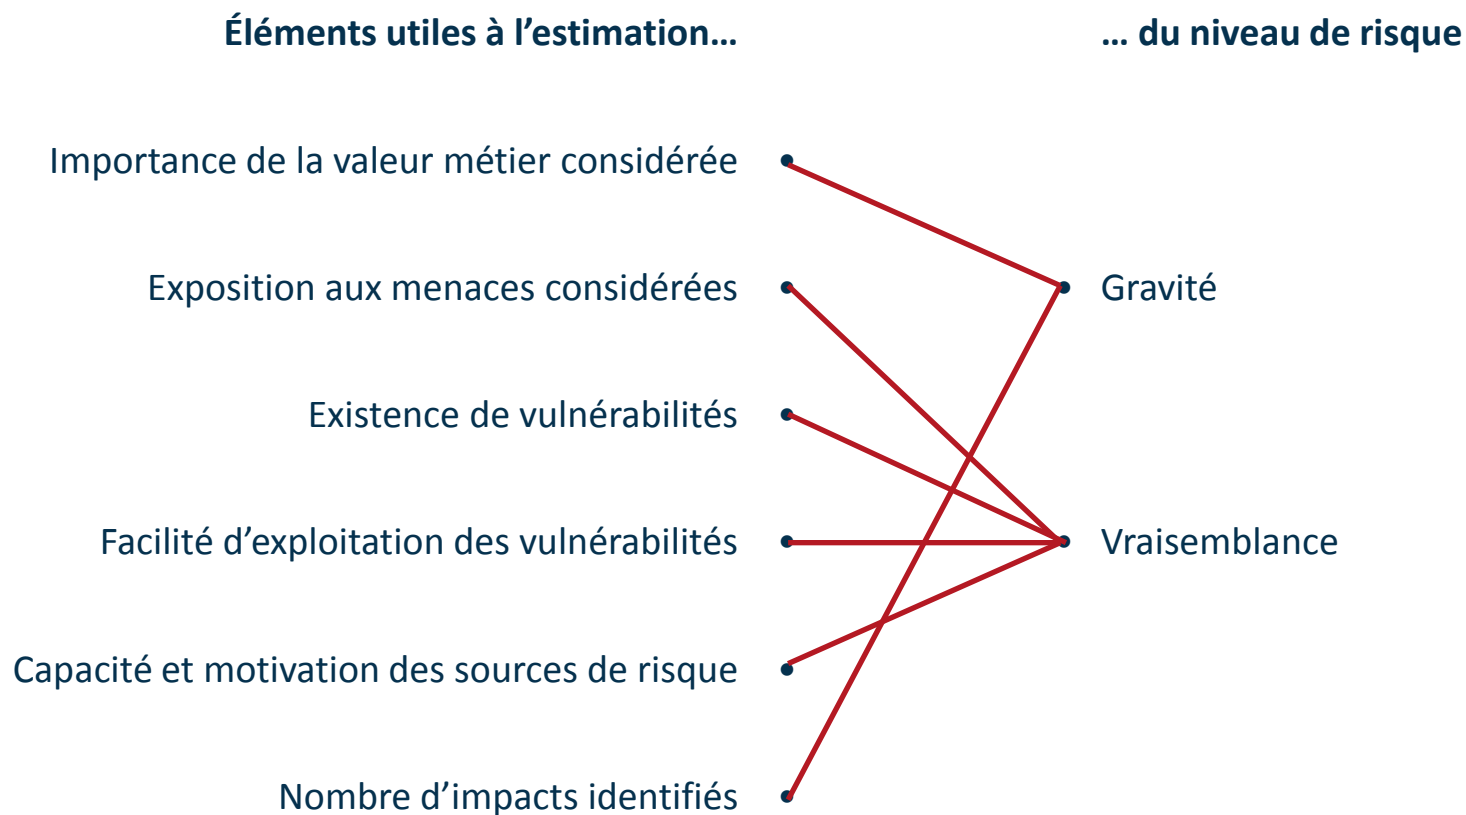 Éléments utiles à l’estimation…
… du niveau de risque
Importance de la valeur métier considérée
Exposition aux menaces considérées
Gravité
Existence de vulnérabilités
Facilité d’exploitation des vulnérabilités
Vraisemblance
Capacité et motivation des sources de risque
Nombre d’impacts identifiés